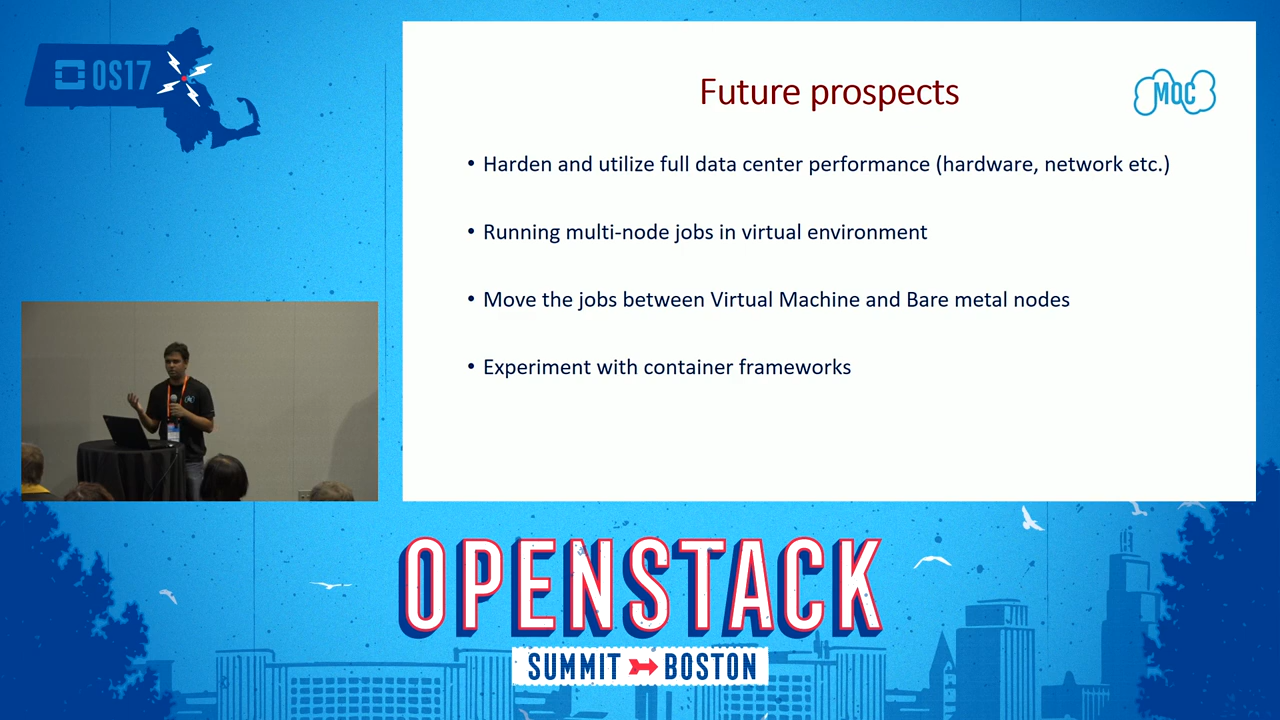 OS17
Future prospects
MOC
• Harden and utilize full data center performance (hardware, network etc.)
• Running multi-node jobs in virtual environment
• Move the jobs between Virtual Machine and Bare metal nodes
• Experiment with container frameworks
OPENSTACK
SUMMIT BOSTON